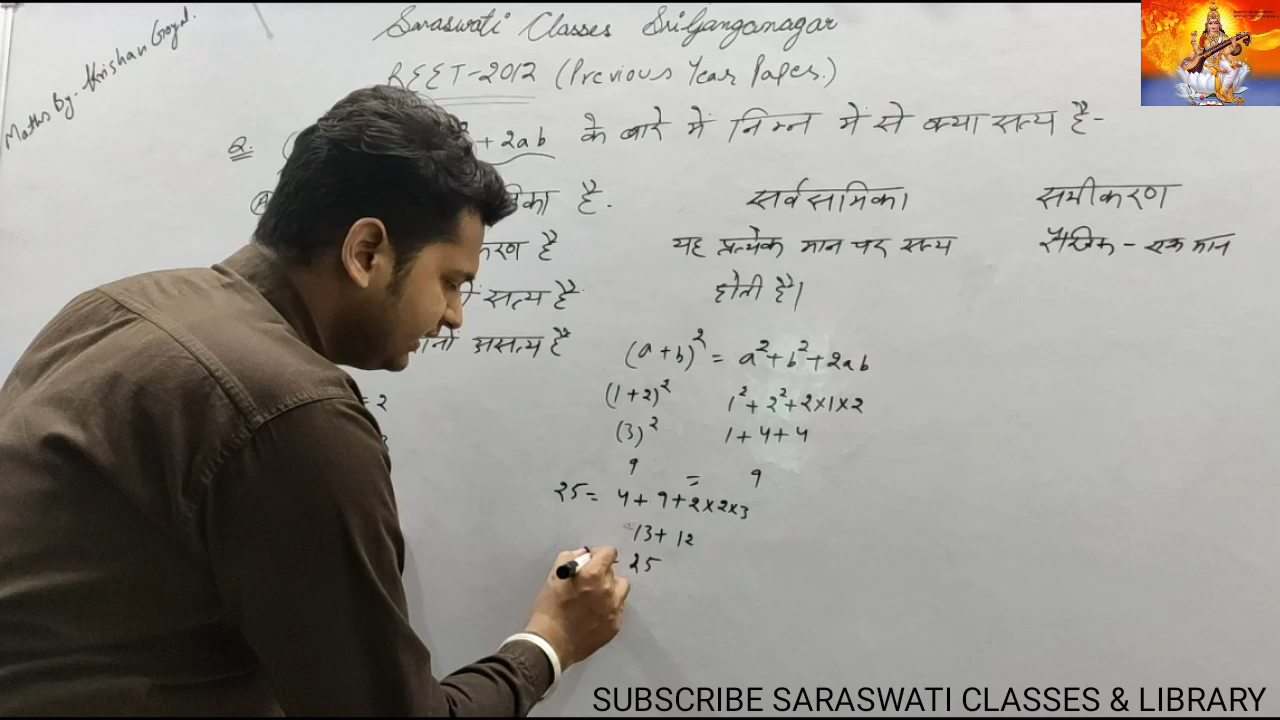 Saraswati Classes SriGanganagar
Maths By- Krishan Goyal.
REET-2012 (Previous Year Paper.)
Q. + 2ab के बारे में निम्न में से क्या सत्य है-
है.
सर्वसमिका
समीकरण
यह प्रत्येक मान पर सत्य
रैखिक - एक मान
सत्य है
होती है।
असत्य है
(a+b)² = a²+b²+2ab
= 2
(1+2)² 1²+2²+2×1×2
(3)² 1+4+4
9 = 9
25 = 4+9+2×2×3
13+12
25
SUBSCRIBE SARASWATI CLASSES & LIBRARY